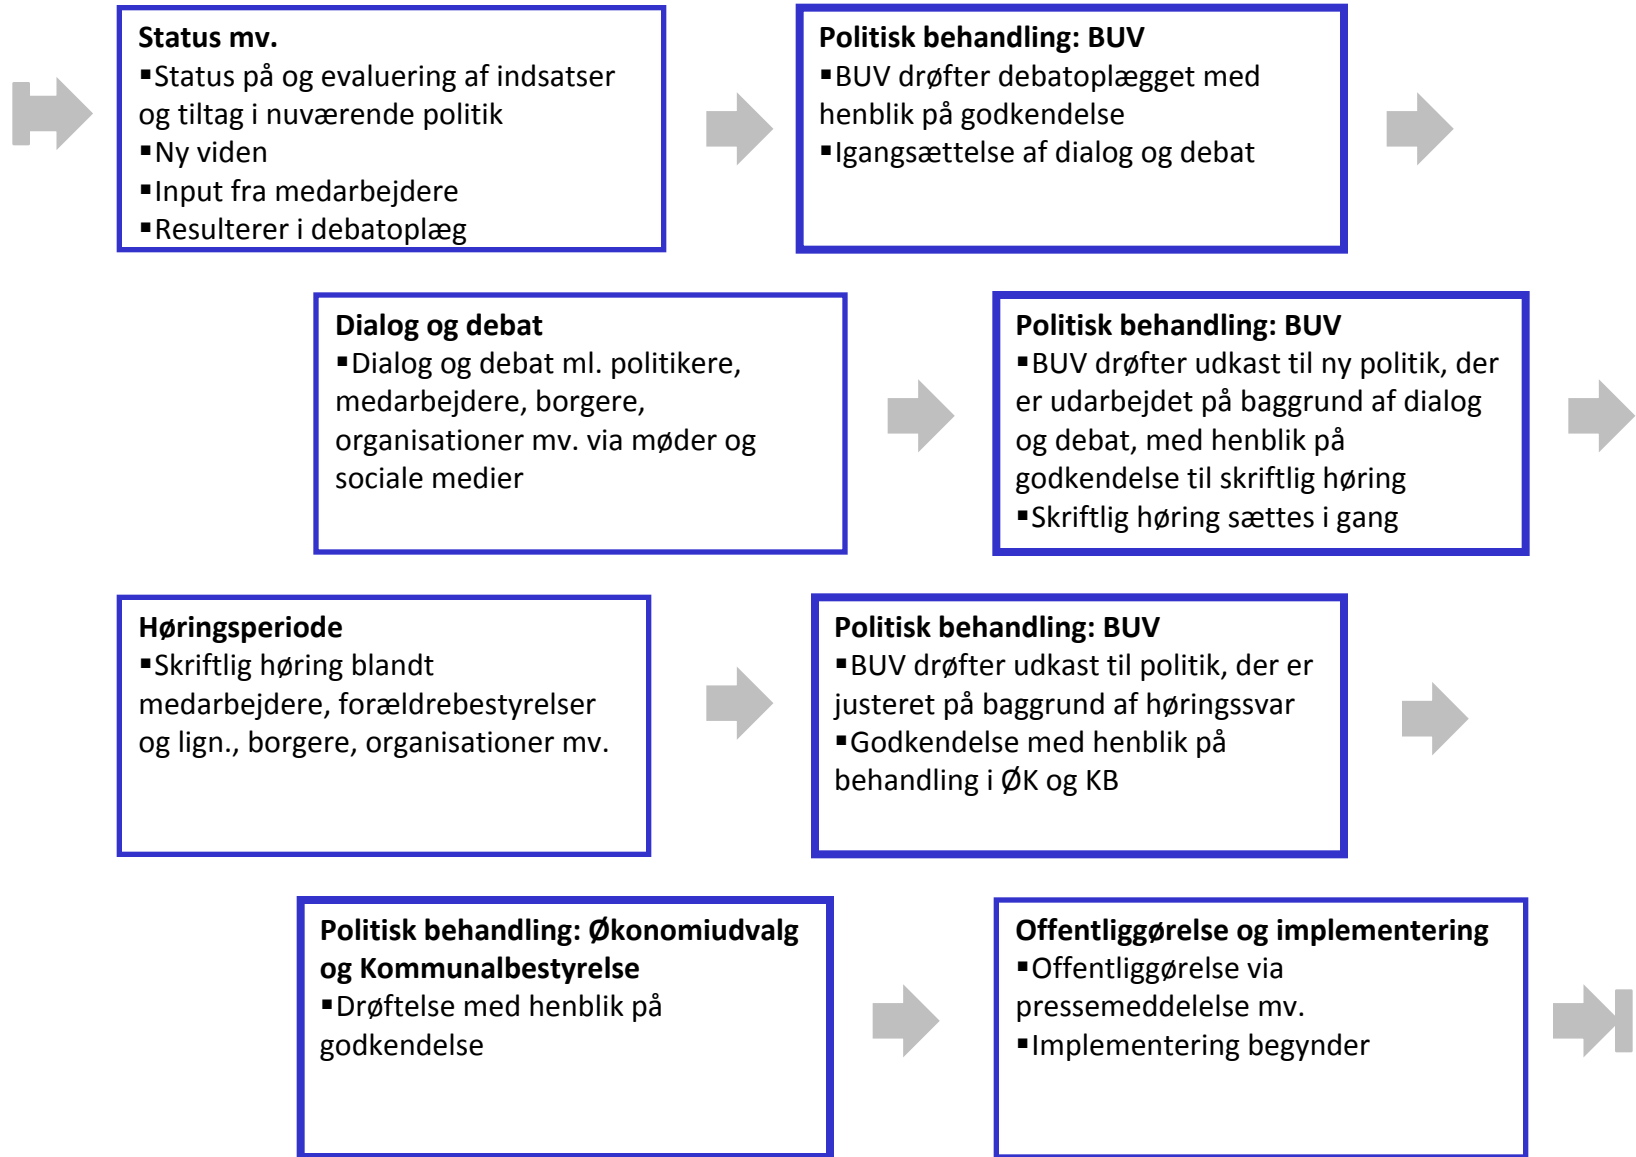 Status mv.
▪Status på og evaluering af indsatser
og tiltag i nuværende politik
▪Ny viden
▪Input fra medarbejdere
▪Resulterer i debatoplæg
Politisk behandling: BUV
▪BUV drøfter debatoplægget med
henblik på godkendelse
▪Igangsættelse af dialog og debat
Dialog og debat
▪Dialog og debat ml. politikere,
medarbejdere, borgere,
organisationer mv. via møder og
sociale medier
Politisk behandling: BUV
▪BUV drøfter udkast til ny politik, der
er udarbejdet på baggrund af dialog
og debat, med henblik på
godkendelse til skriftlig høring
▪Skriftlig høring sættes i gang
Høringsperiode
▪Skriftlig høring blandt
medarbejdere, forældrebestyrelser
og lign., borgere, organisationer mv.
Politisk behandling: BUV
▪BUV drøfter udkast til politik, der er
justeret på baggrund af høringssvar
▪Godkendelse med henblik på
behandling i ØK og KB
Politisk behandling: Økonomiudvalg
og Kommunalbestyrelse
▪Drøftelse med henblik på
godkendelse
Offentliggørelse og implementering
▪Offentliggørelse via
pressemeddelelse mv.
▪Implementering begynder